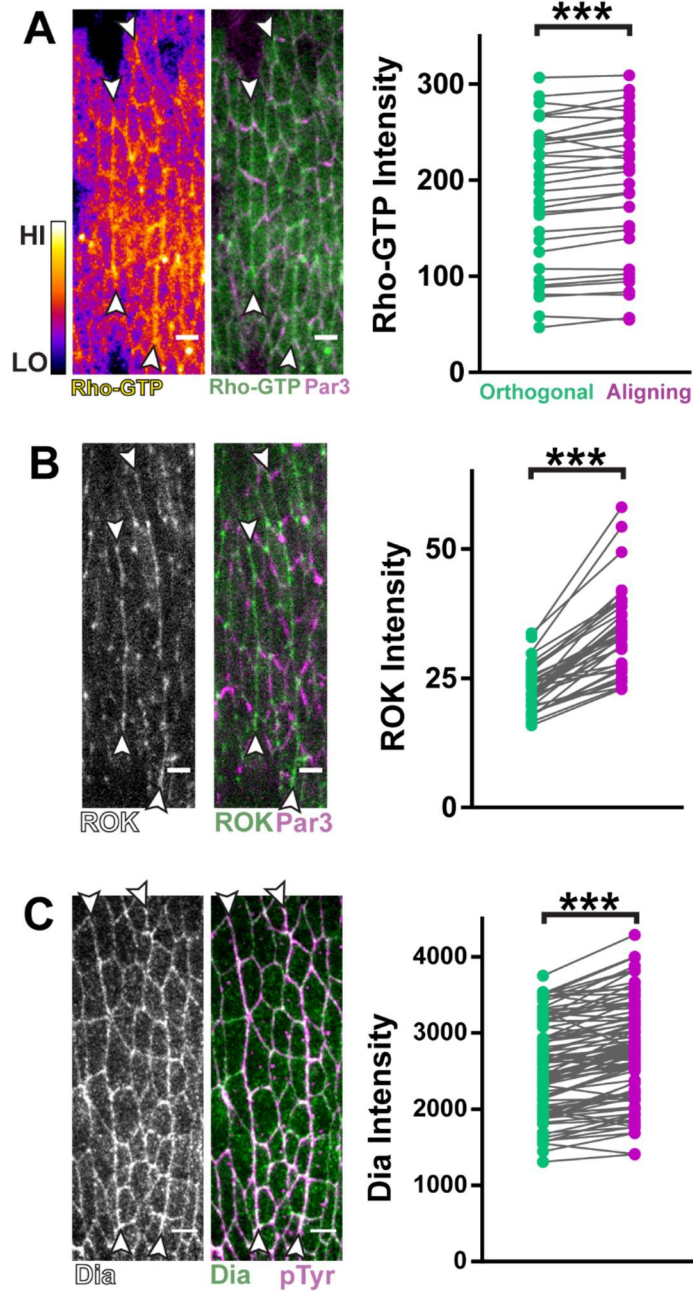 A
HI
LO
Rho-GTP
Rho-GTP Par3
***
Rho-GTP Intensity
300
200
100
0
Orthogonal
Aligning
B
ROK
ROK Par3
***
ROK Intensity
50
25
0
C
Dia
Dia pTyr
***
Dia Intensity
4000
3000
2000
1000
0